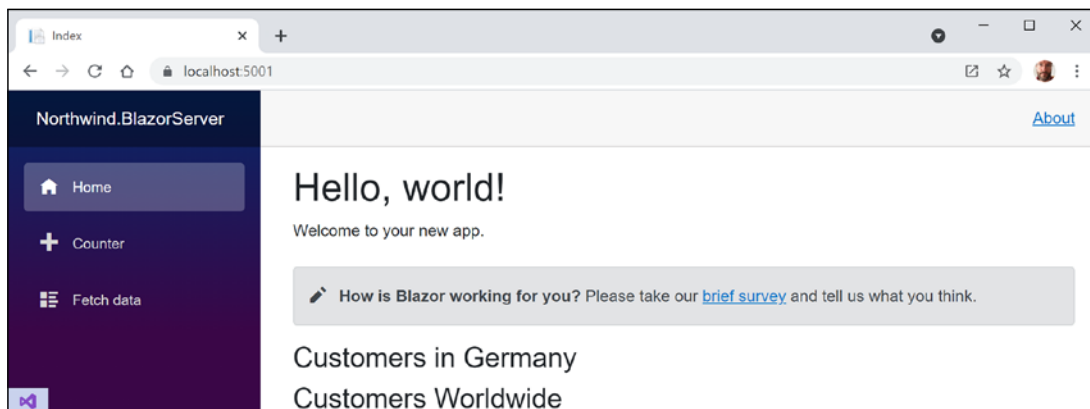 Index
localhost:5001
Northwind.BlazorServer
About
Home
Counter
Fetch data
Hello, world!
Welcome to your new app.
How is Blazor working for you? Please take our brief survey and tell us what you think.
Customers in Germany
Customers Worldwide